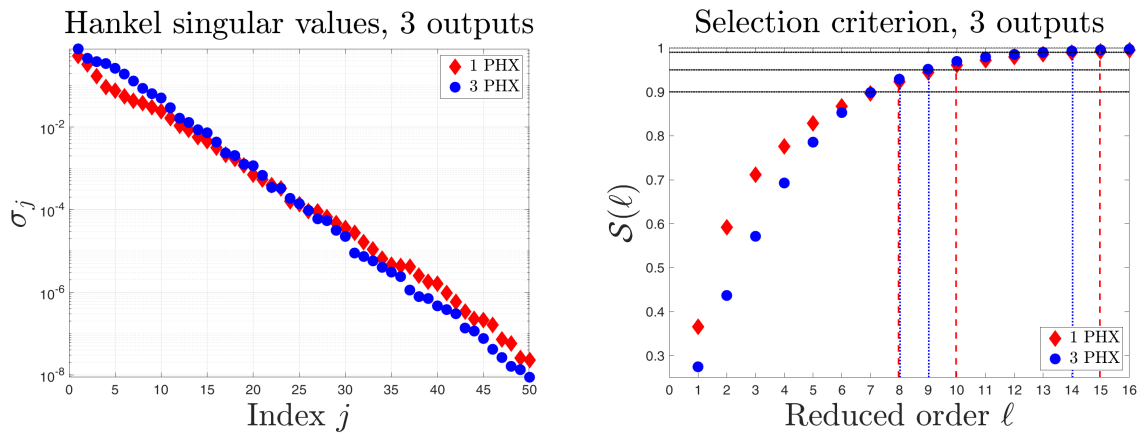 Hankel singular values, 3 outputs
1 PHX
3 PHX
10^-2
10^-4
10^-6
10^-8
σ_j
0 5 10 15 20 25 30 35 40 45 50
Index j
Selection criterion, 3 outputs
1
0.9
0.8
0.7
0.6
0.5
0.4
0.3
S(ℓ)
1 PHX
3 PHX
0 1 2 3 4 5 6 7 8 9 10 11 12 13 14 15 16
Reduced order ℓ